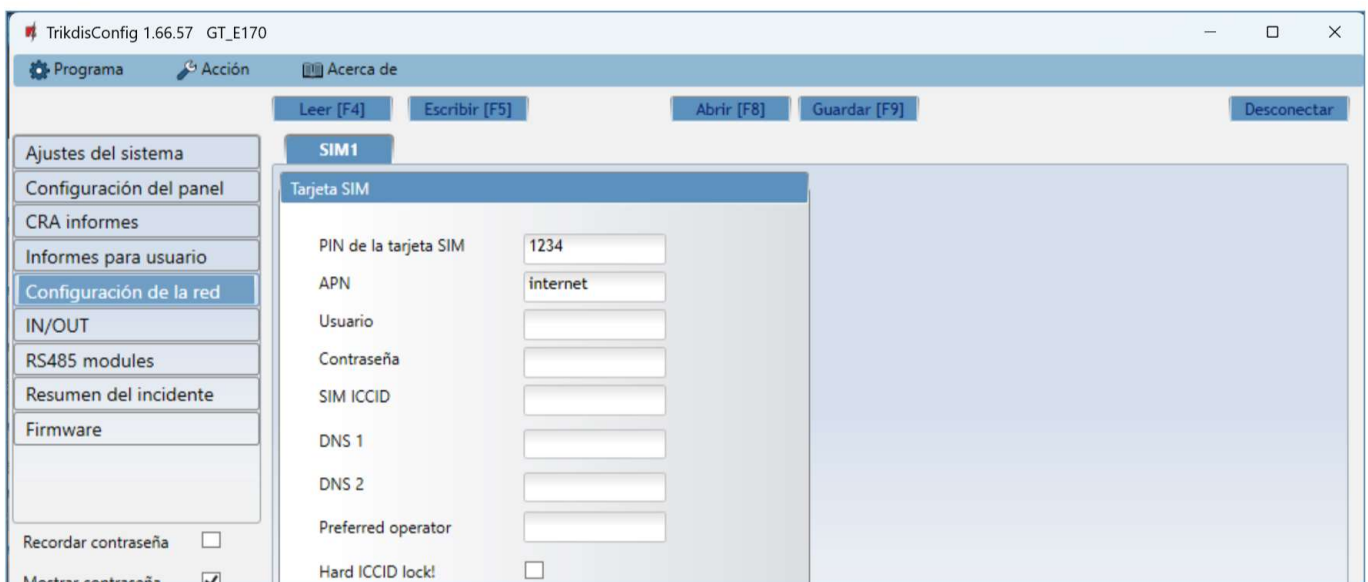 TrikdisConfig 1.66.57 GT_E170
Programa Acción Acerca de
Leer [F4] Escribir [F5] Abrir [F8] Guardar [F9] Desconectar
Ajustes del sistema
Configuración del panel
CRA informes
Informes para usuario
Configuración de la red
IN/OUT
RS485 modules
Resumen del incidente
Firmware
Recordar contraseña
Mostrar contraseña
SIM1
Tarjeta SIM
PIN de la tarjeta SIM 1234
APN internet
Usuario
Contraseña
SIM ICCID
DNS 1
DNS 2
Preferred operator
Hard ICCID lock!